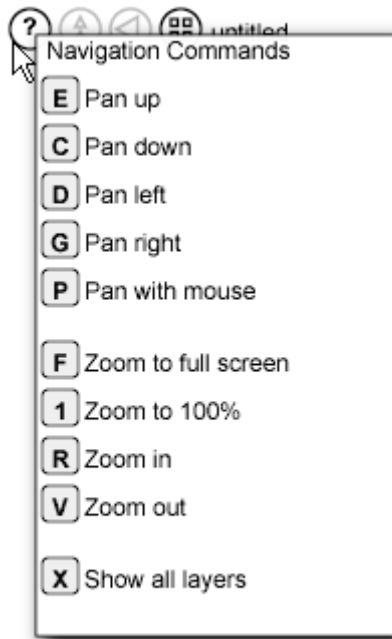 ? untitled
Navigation Commands
E Pan up
C Pan down
D Pan left
G Pan right
P Pan with mouse
F Zoom to full screen
1 Zoom to 100%
R Zoom in
V Zoom out
X Show all layers